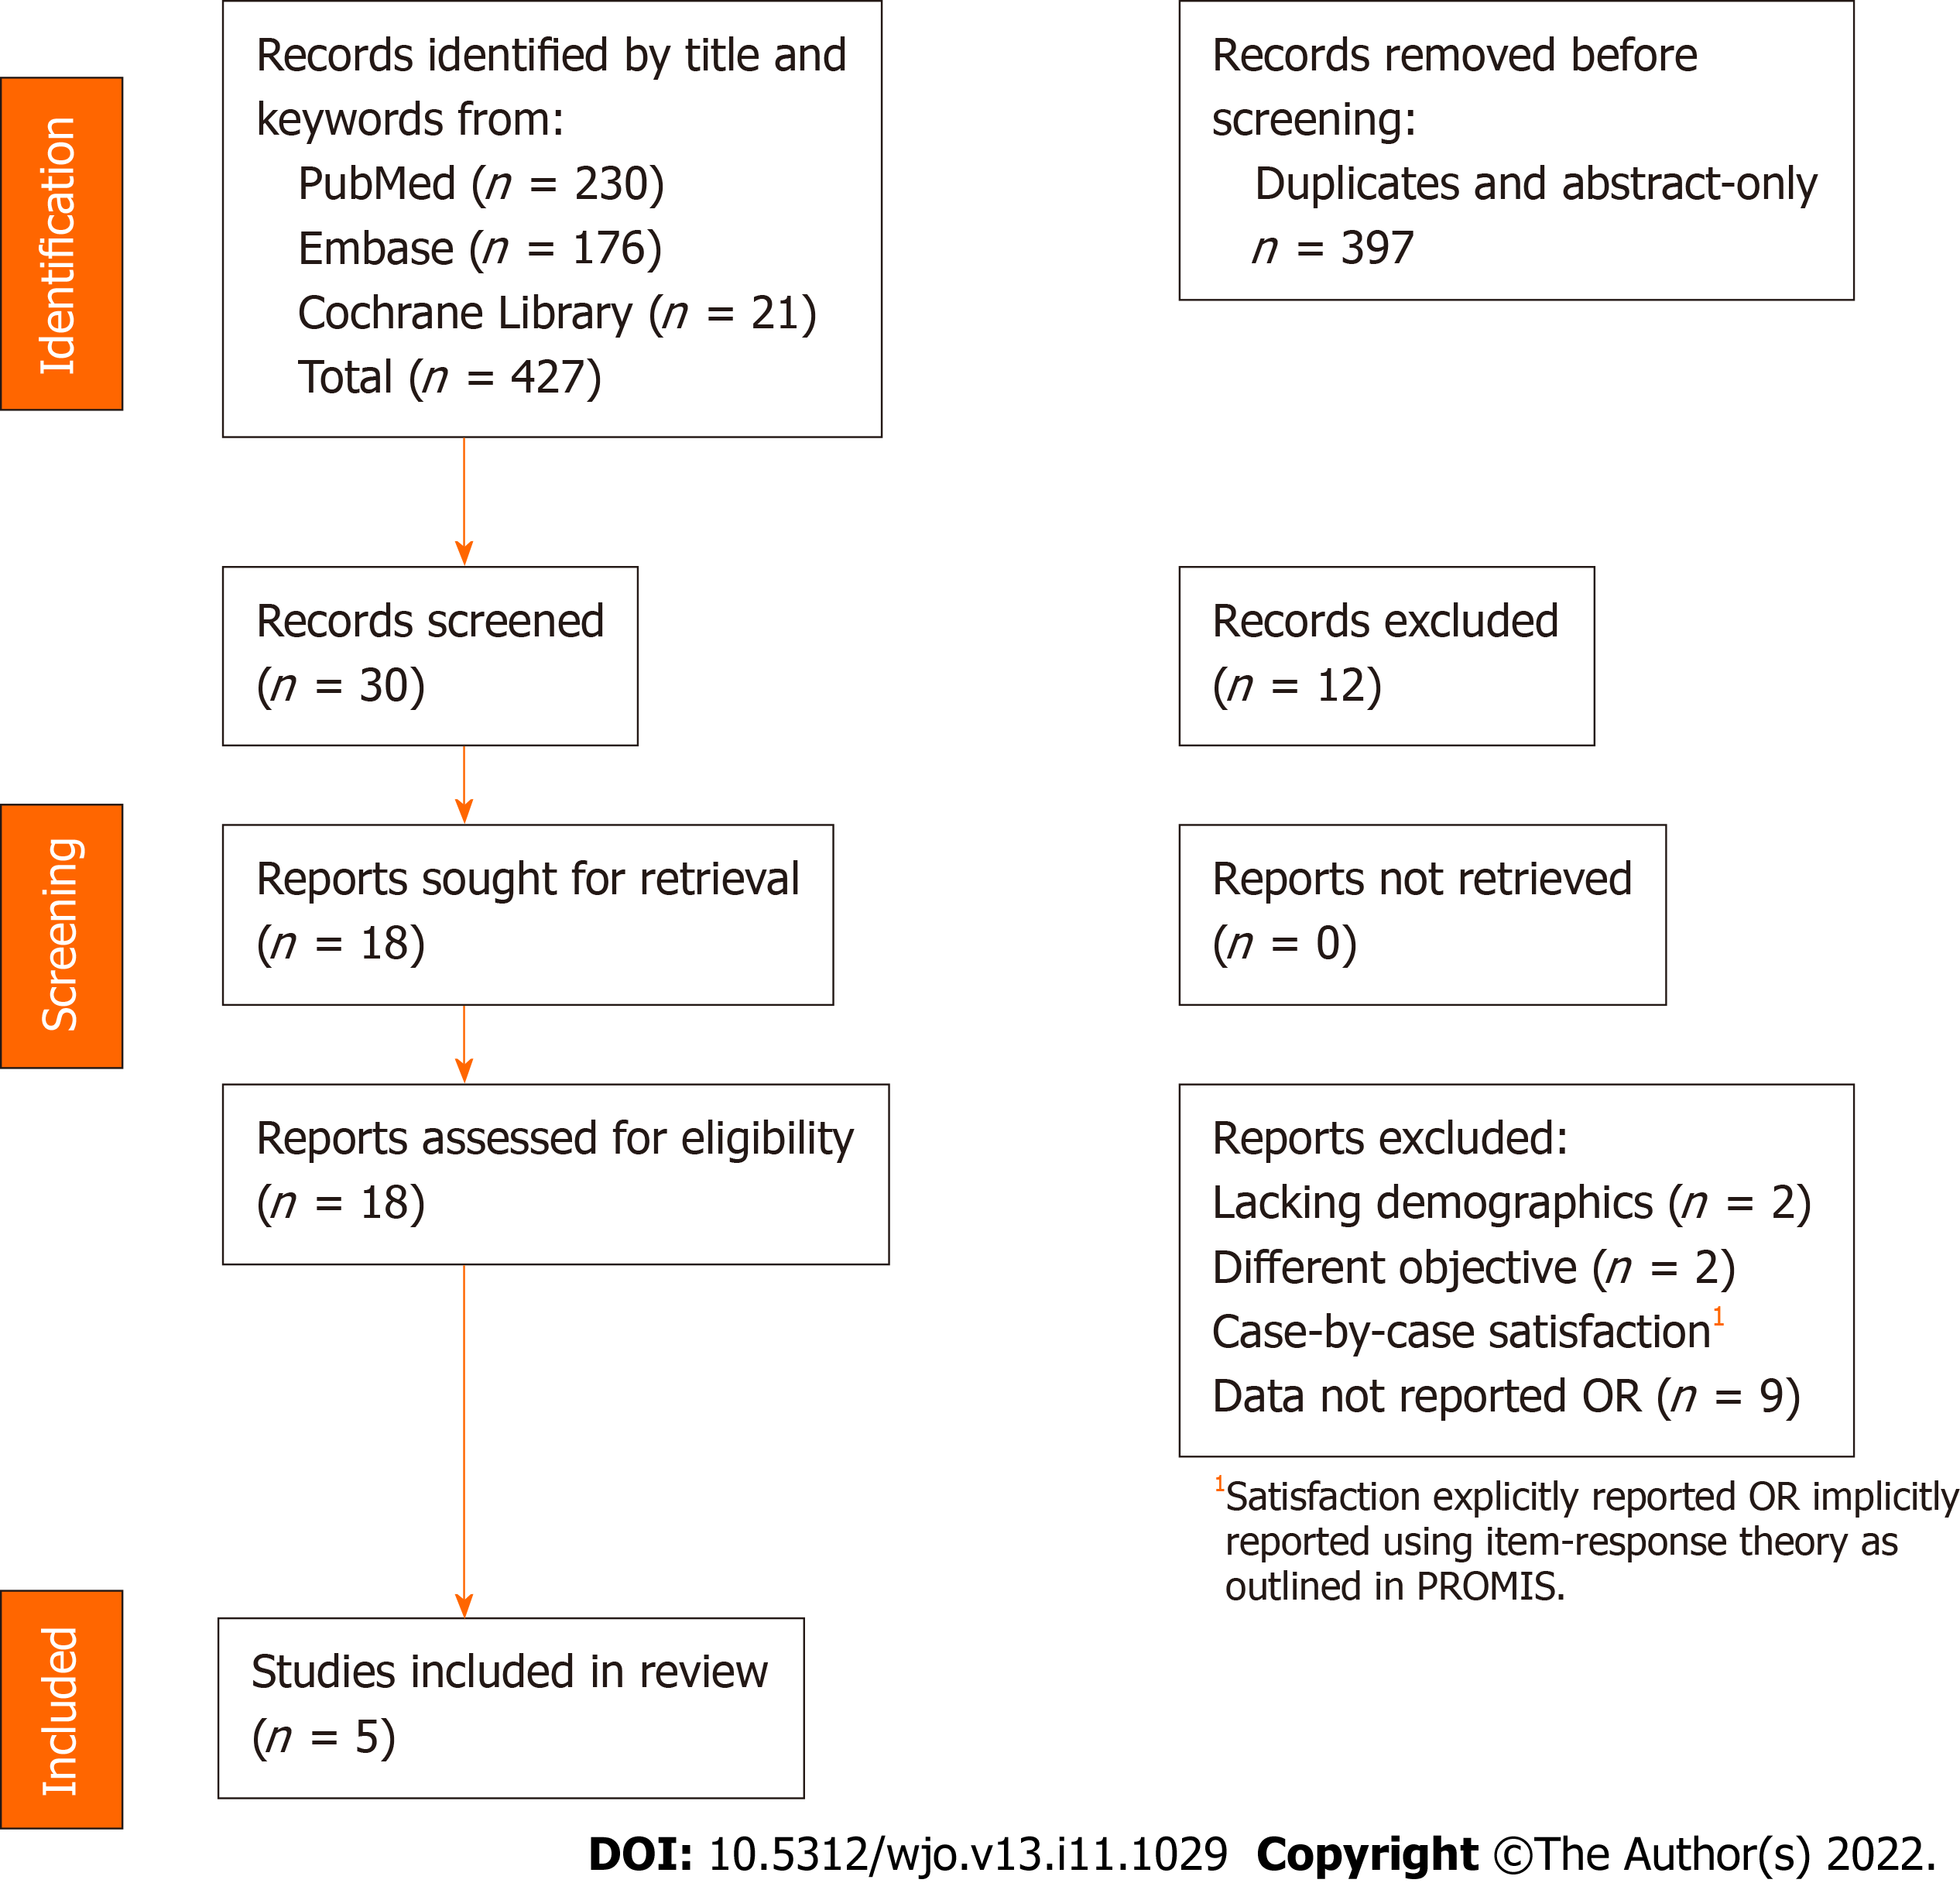 Identification
Records identified by title and
keywords from:
PubMed (n = 230)
Embase (n = 176)
Cochrane Library (n = 21)
Total (n = 427)
Records removed before
screening:
Duplicates and abstract-only
n = 397
Screening
Records screened
(n = 30)
Records excluded
(n = 12)
Reports sought for retrieval
(n = 18)
Reports not retrieved
(n = 0)
Reports assessed for eligibility
(n = 18)
Reports excluded:
Lacking demographics (n = 2)
Different objective (n = 2)
Case-by-case satisfaction¹
Data not reported OR (n = 9)
¹Satisfaction explicitly reported OR implicitly
reported using item-response theory as
outlined in PROMIS.
Included
Studies included in review
(n = 5)
DOI: 10.5312/wjo.v13.i11.1029 Copyright ©The Author(s) 2022.